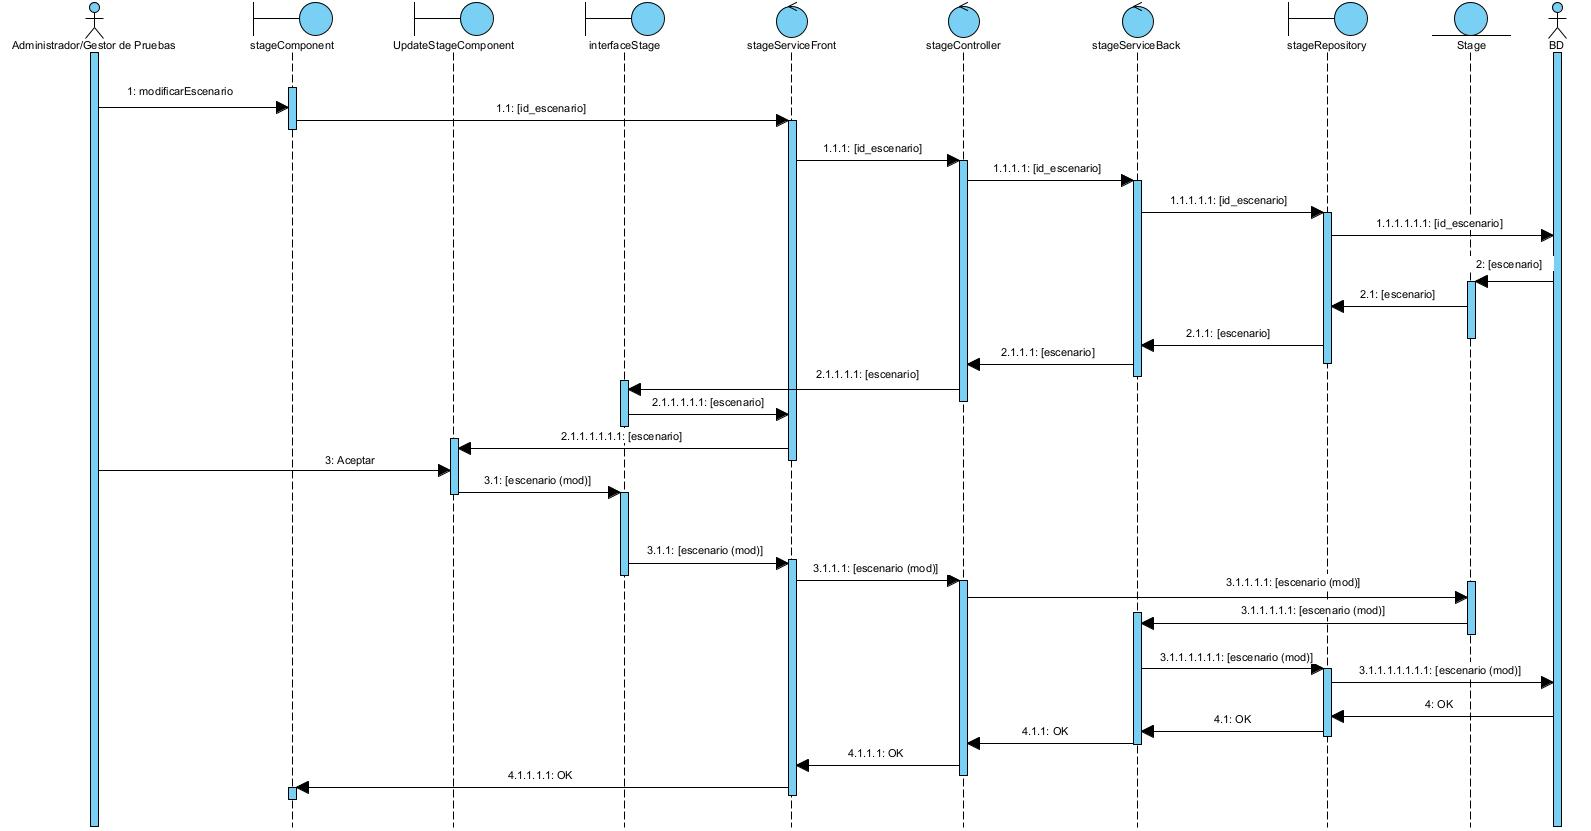 Administrador/Gestor de Pruebas
stageComponent
UpdateStageComponent
interfaceStage
stageServiceFront
stageController
stageServiceBack
stageRepository
Stage
BD
1: modificarEscenario
1.1: [id_escenario]
1.1.1: [id_escenario]
1.1.1.1: [id_escenario]
1.1.1.1.1: [id_escenario]
1.1.1.1.1.1: [id_escenario]
2: [escenario]
2.1: [escenario]
2.1.1: [escenario]
2.1.1.1: [escenario]
2.1.1.1.1: [escenario]
2.1.1.1.1.1: [escenario]
2.1.1.1.1.1.1: [escenario]
3: Aceptar
3.1: [escenario (mod)]
3.1.1: [escenario (mod)]
3.1.1.1: [escenario (mod)]
3.1.1.1.1: [escenario (mod)]
3.1.1.1.1.1: [escenario (mod)]
3.1.1.1.1.1.1: [escenario (mod)]
3.1.1.1.1.1.1.1: [escenario (mod)]
4: OK
4.1: OK
4.1.1: OK
4.1.1.1: OK
4.1.1.1.1: OK